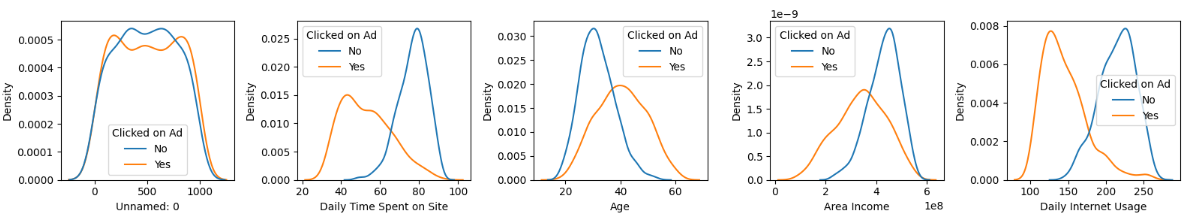 Density
0.0005
0.0004
0.0003
0.0002
0.0001
0.0000
Clicked on Ad
No
Yes
0 500 1000
Unnamed: 0
Density
0.025
0.020
0.015
0.010
0.005
0.000
Clicked on Ad
No
Yes
20 40 60 80 100
Daily Time Spent on Site
Density
0.030
0.025
0.020
0.015
0.010
0.005
0.000
Clicked on Ad
No
Yes
20 40 60
Age
1e−9
Density
3.5
3.0
2.5
2.0
1.5
1.0
0.5
0.0
Clicked on Ad
No
Yes
0 2 4 6
1e8
Area Income
Density
0.008
0.006
0.004
0.002
0.000
Clicked on Ad
No
Yes
100 150 200 250
Daily Internet Usage